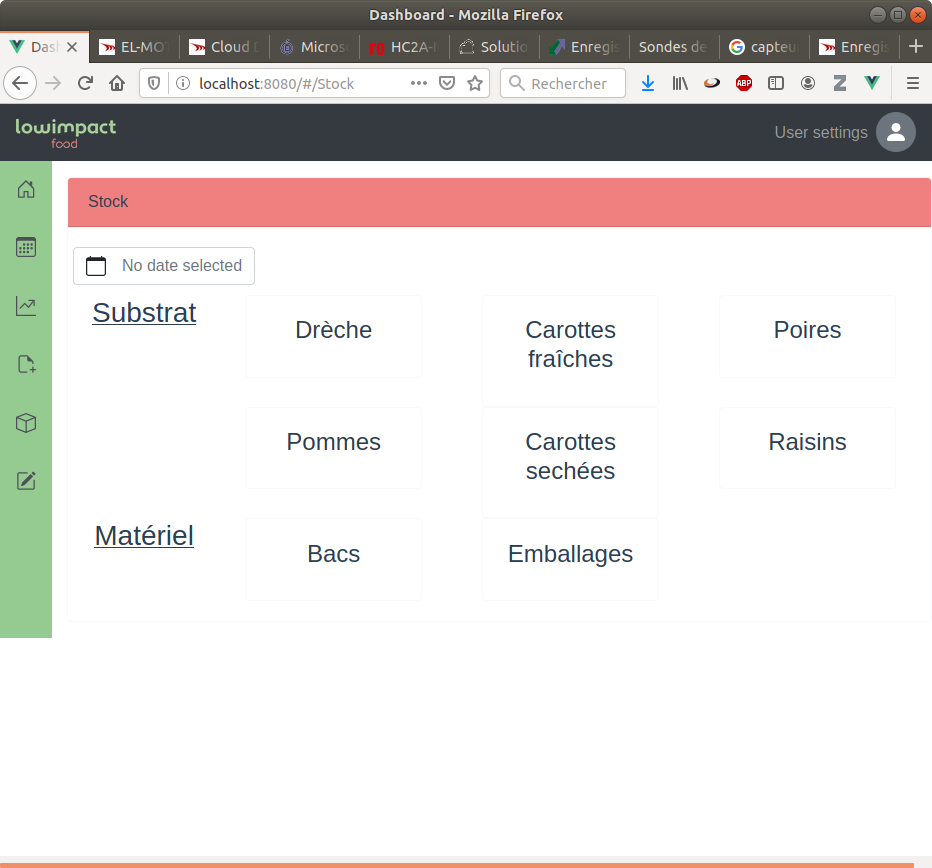 Dashboard - Mozilla Firefox
Das
EL-MO
Cloud
Micros
HC2A-
Solutio
Enregis
Sondes de
capteu
Enregis
localhost:8080/#/Stock
Rechercher
ABP
lowimpact
food
User settings
Stock
No date selected
Substrat
Drèche
Carottes
fraîches
Poires
Pommes
Carottes
sechées
Raisins
Matériel
Bacs
Emballages